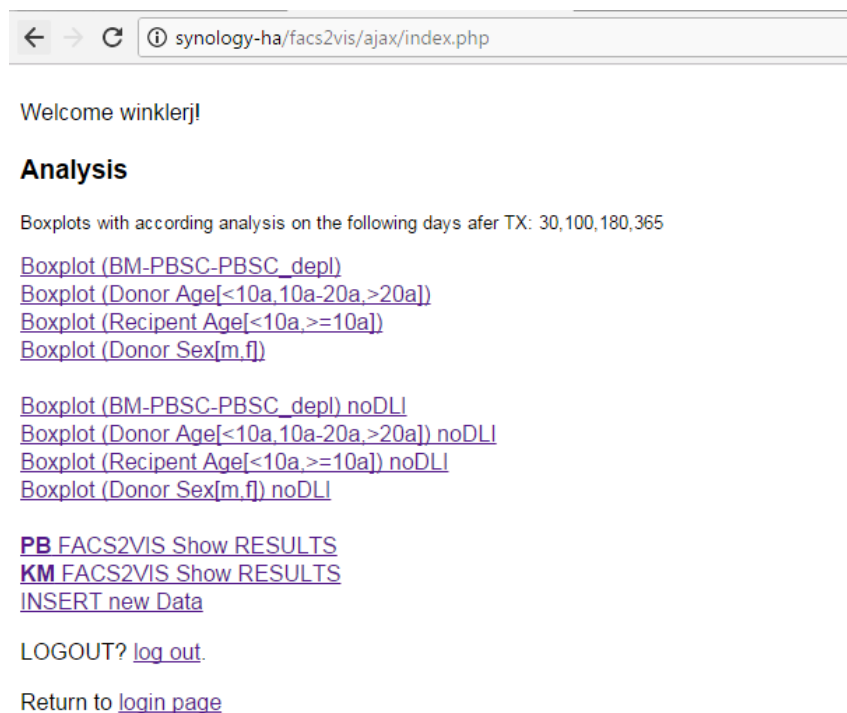 synology-ha/facs2vis/ajax/index.php
Welcome winklerj!
Analysis
Boxplots with according analysis on the following days afer TX: 30,100,180,365
Boxplot (BM-PBSC-PBSC_depl)
Boxplot (Donor Age[<10a,10a-20a,>20a])
Boxplot (Recipent Age[<10a,>=10a])
Boxplot (Donor Sex[m,f])
Boxplot (BM-PBSC-PBSC_depl) noDLI
Boxplot (Donor Age[<10a,10a-20a,>20a]) noDLI
Boxplot (Recipent Age[<10a,>=10a]) noDLI
Boxplot (Donor Sex[m,f]) noDLI
PB FACS2VIS Show RESULTS
KM FACS2VIS Show RESULTS
INSERT new Data
LOGOUT? log out.
Return to login page